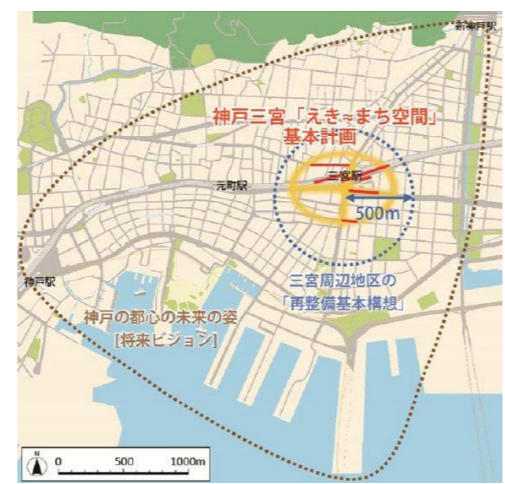 新神戸駅
神戸三宮「えき≈まち空間」
基本計画
三宮駅
元町駅
500m
三宮周辺地区の
「再整備基本構想」
神戸駅
神戸の都心の未来の姿
[将来ビジョン]
N
0 500 1000m